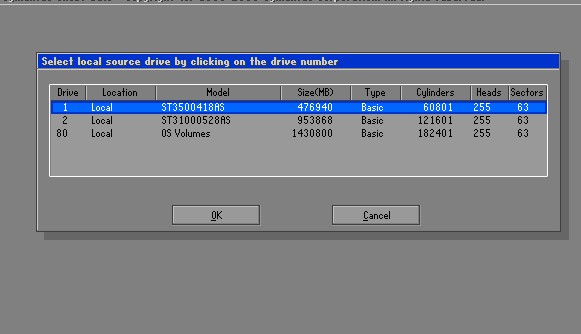 Select local source drive by clicking on the drive number
Drive Location Model Size(MB) Type Cylinders Heads Sectors
1 Local ST3500418AS 476940 Basic 60801 255 63
2 Local ST31000528AS 953868 Basic 121601 255 63
80 Local OS Volumes 1430800 Basic 182401 255 63
OK Cancel